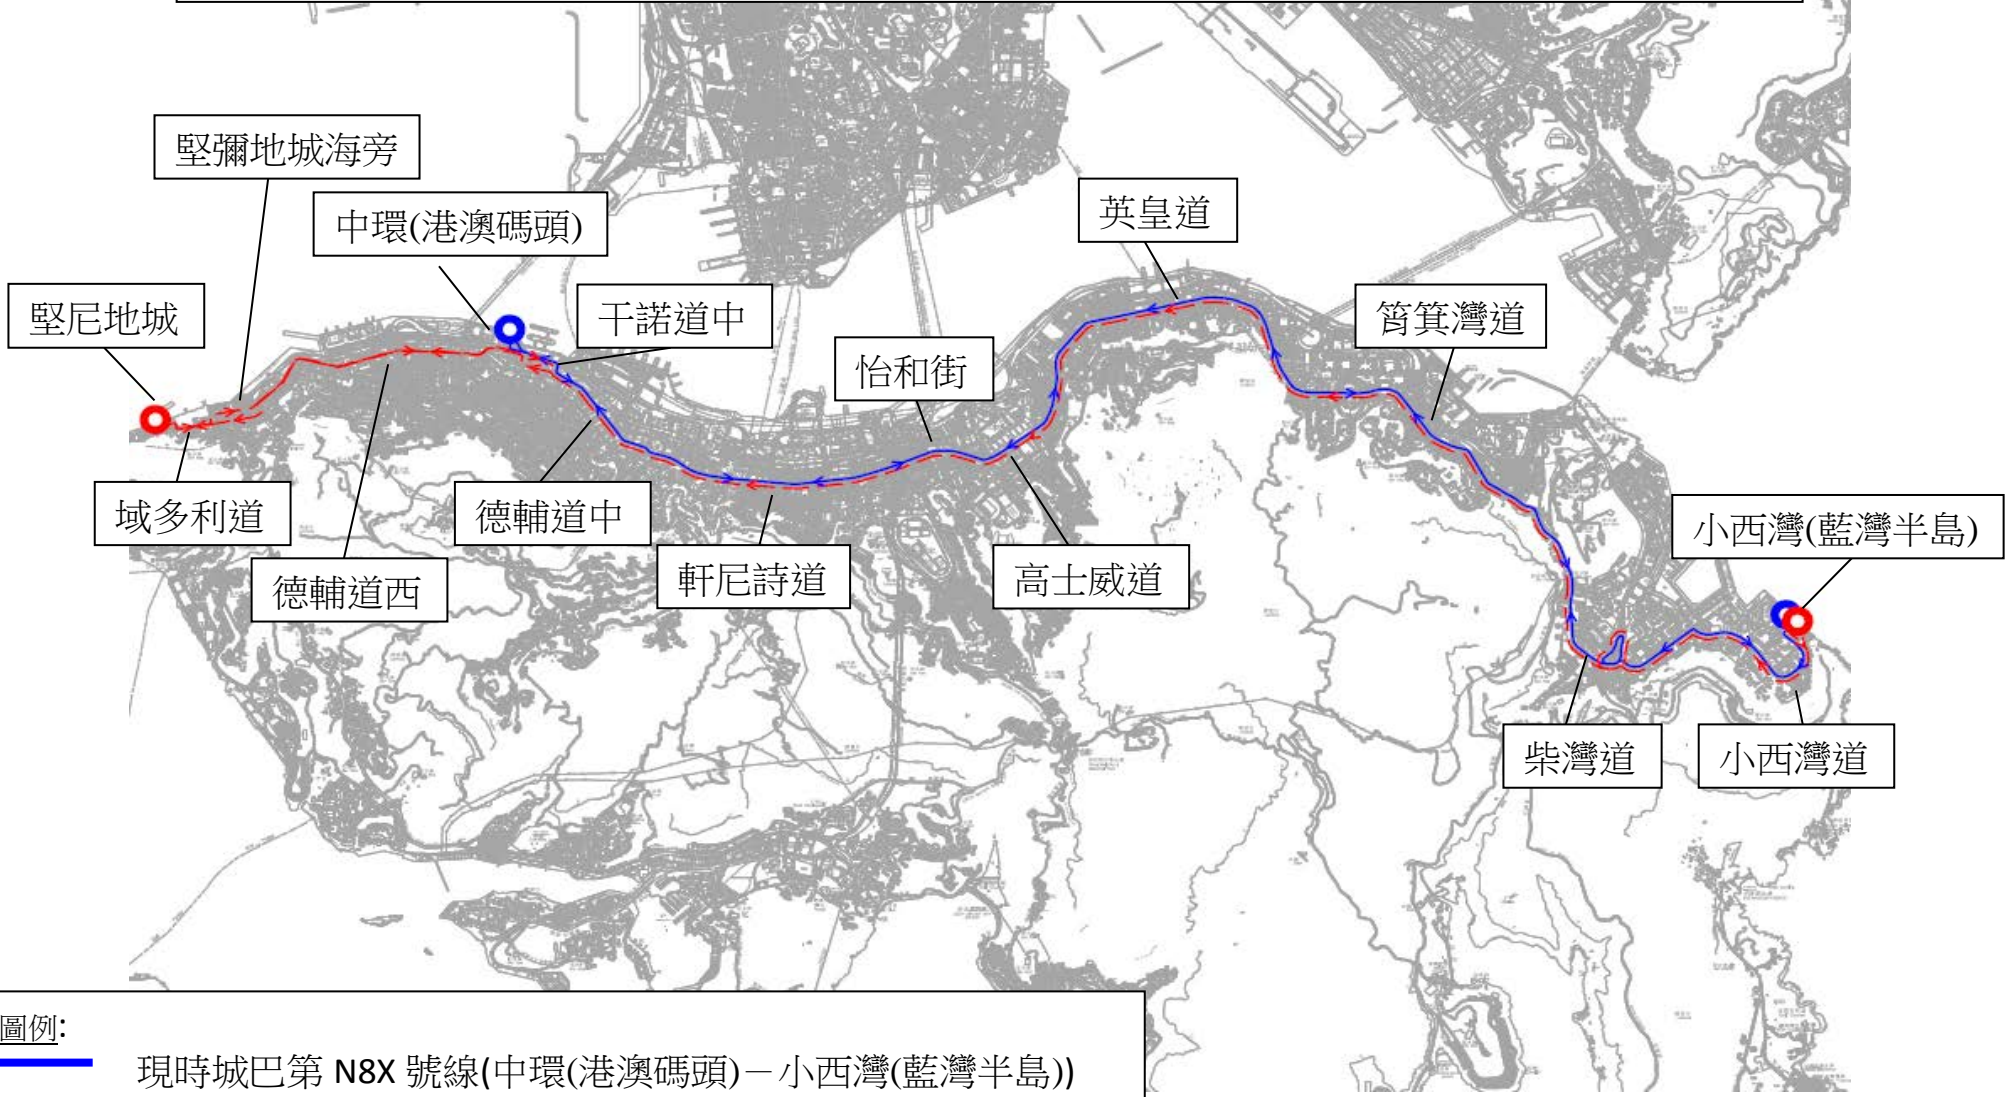 堅彌地城海旁
中環(港澳碼頭)
英皇道
堅尼地城
干諾道中
筲箕灣道
怡和街
域多利道
德輔道中
小西灣(藍灣半島)
德輔道西
軒尼詩道
高士威道
柴灣道
小西灣道
圖例:
現時城巴第 N8X 號線(中環(港澳碼頭)－小西灣(藍灣半島))